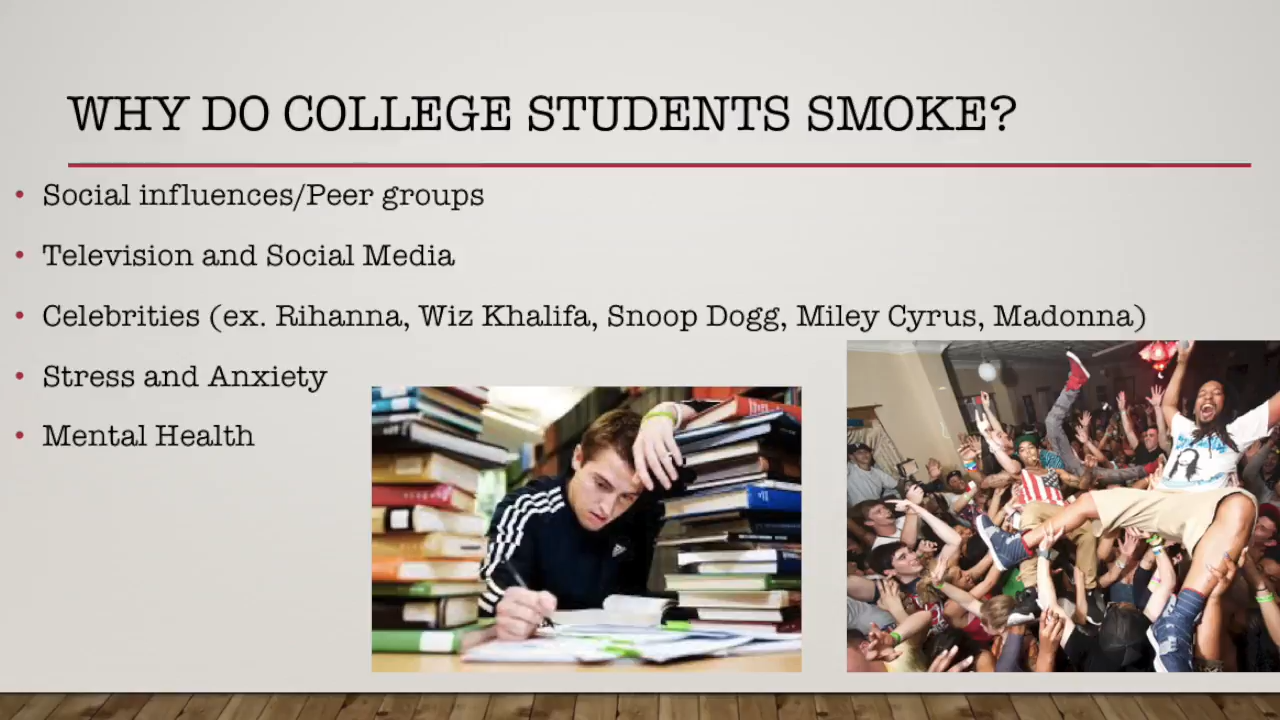 WHY DO COLLEGE STUDENTS SMOKE?
• Social influences/Peer groups
• Television and Social Media
• Celebrities (ex. Rihanna, Wiz Khalifa, Snoop Dogg, Miley Cyrus, Madonna)
• Stress and Anxiety
• Mental Health